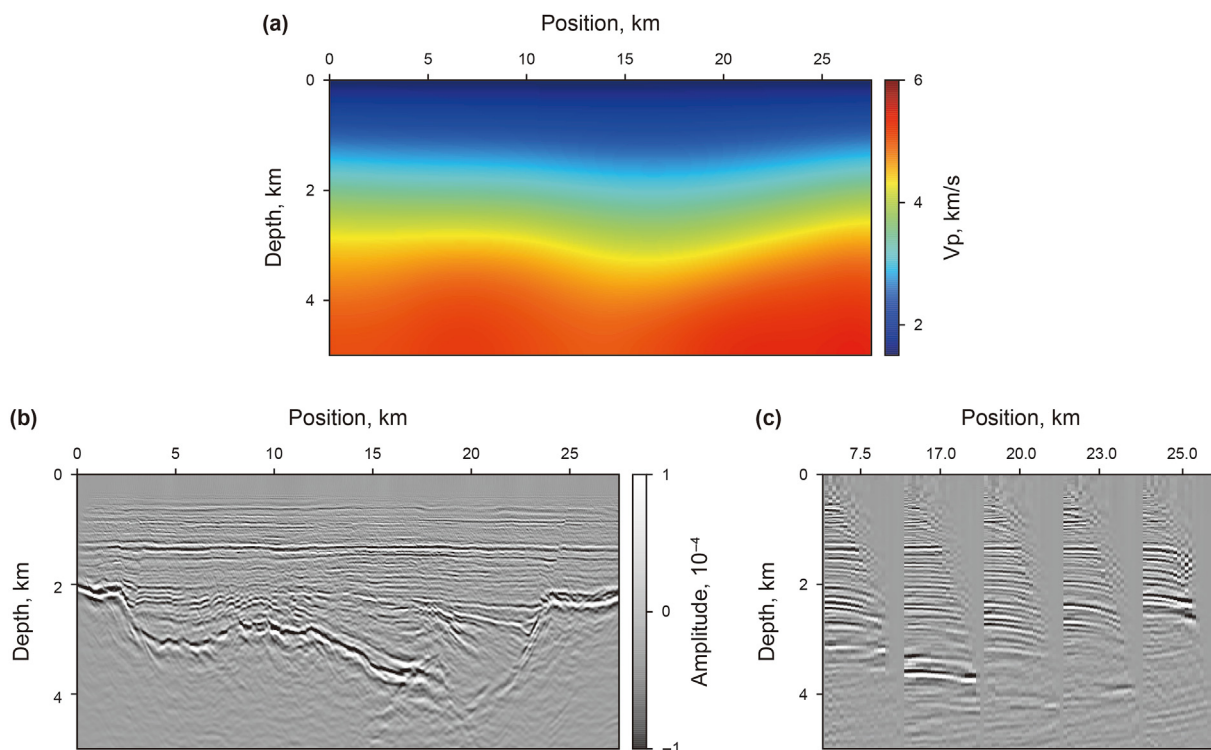 (a)
Position, km
0 5 10 15 20 25
0
2
4
Depth, km
6
4
2
Vp, km/s
(b)
Position, km
0 5 10 15 20 25
0
2
4
Depth, km
1
0
−1
Amplitude, 10⁻⁴
(c)
Position, km
7.5 17.0 20.0 23.0 25.0
0
2
4
Depth, km